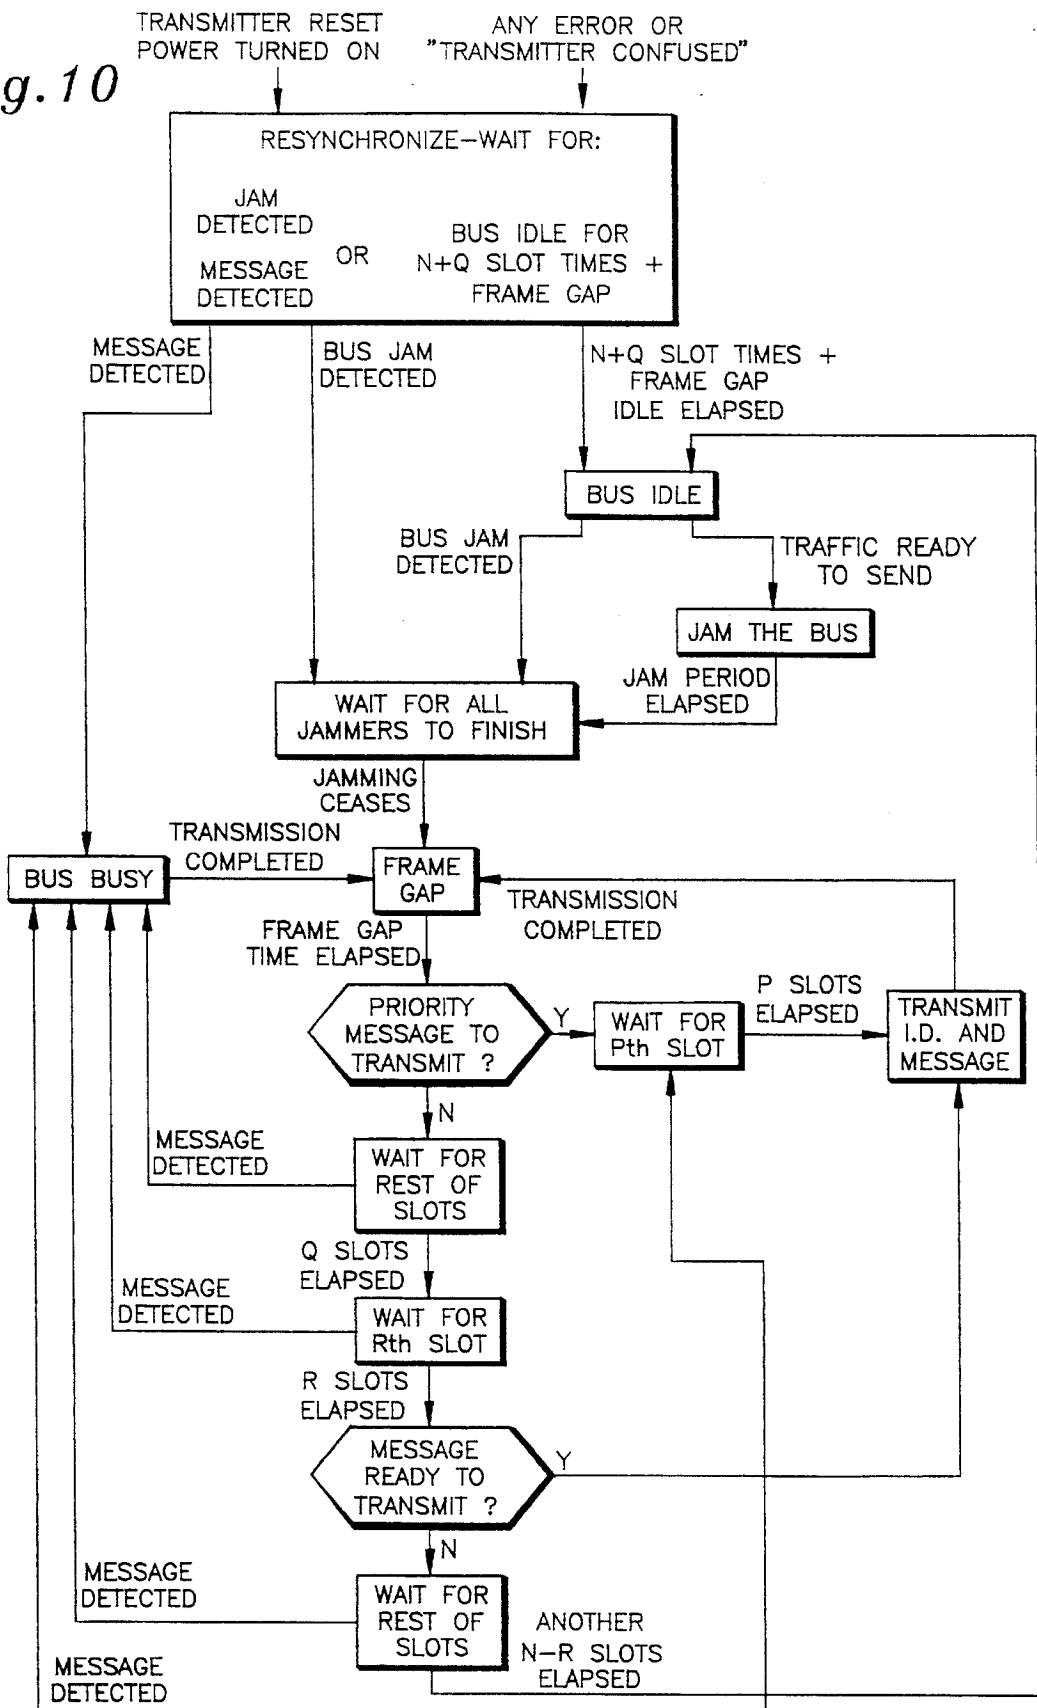 g.10
TRANSMITTER RESET
POWER TURNED ON
ANY ERROR OR
"TRANSMITTER CONFUSED"
RESYNCHRONIZE–WAIT FOR:
JAM
DETECTED
MESSAGE
DETECTED
OR
BUS IDLE FOR
N+Q SLOT TIMES +
FRAME GAP
MESSAGE
DETECTED
BUS JAM
DETECTED
N+Q SLOT TIMES +
FRAME GAP
IDLE ELAPSED
BUS IDLE
BUS JAM
DETECTED
TRAFFIC READY
TO SEND
JAM THE BUS
JAM PERIOD
ELAPSED
WAIT FOR ALL
JAMMERS TO FINISH
JAMMING
CEASES
TRANSMISSION
COMPLETED
BUS BUSY
FRAME
GAP
TRANSMISSION
COMPLETED
FRAME GAP
TIME ELAPSED
PRIORITY
MESSAGE TO
TRANSMIT ?
Y
WAIT FOR
Pth SLOT
P SLOTS
ELAPSED
TRANSMIT
I.D. AND
MESSAGE
N
MESSAGE
DETECTED
WAIT FOR
REST OF
SLOTS
Q SLOTS
ELAPSED
MESSAGE
DETECTED
WAIT FOR
Rth SLOT
R SLOTS
ELAPSED
MESSAGE
READY TO
TRANSMIT ?
Y
N
MESSAGE
DETECTED
WAIT FOR
REST OF
SLOTS
ANOTHER
N–R SLOTS
ELAPSED
MESSAGE
DETECTED